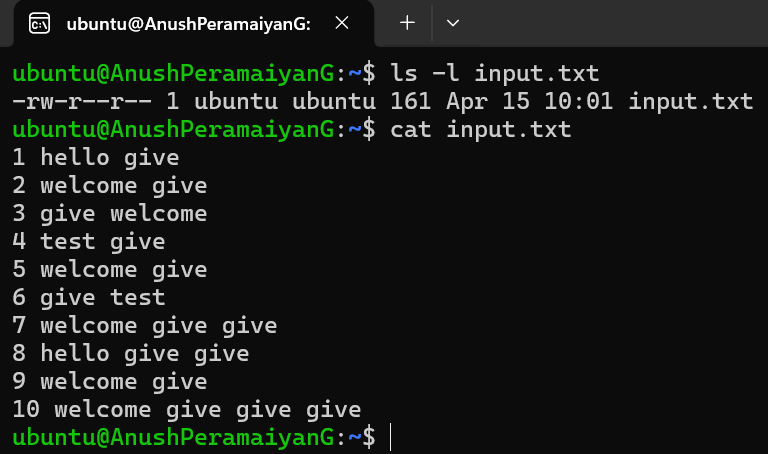 ubuntu@AnushPeramaiyanG:
ubuntu@AnushPeramaiyanG:~$ ls -l input.txt
-rw-r--r-- 1 ubuntu ubuntu 161 Apr 15 10:01 input.txt
ubuntu@AnushPeramaiyanG:~$ cat input.txt
1 hello give
2 welcome give
3 give welcome
4 test give
5 welcome give
6 give test
7 welcome give give
8 hello give give
9 welcome give
10 welcome give give give
ubuntu@AnushPeramaiyanG:~$